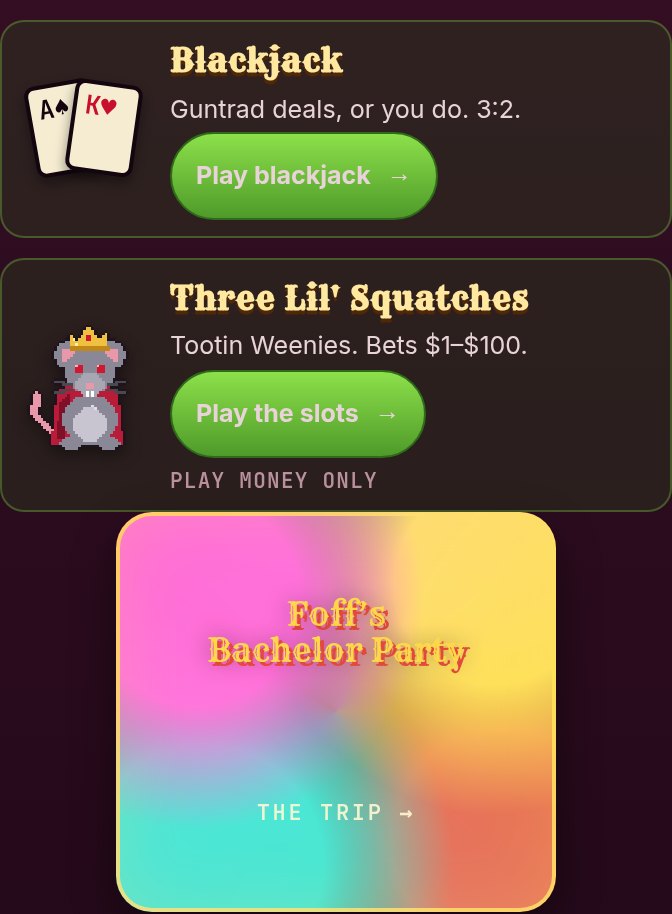 Blackjack
A♠ K♥
Guntrad deals, or you do. 3:2.
Play blackjack →
Three Lil' Squatches
Tootin Weenies. Bets $1–$100.
Play the slots →
PLAY MONEY ONLY
Foff's
Bachelor Party
THE TRIP →